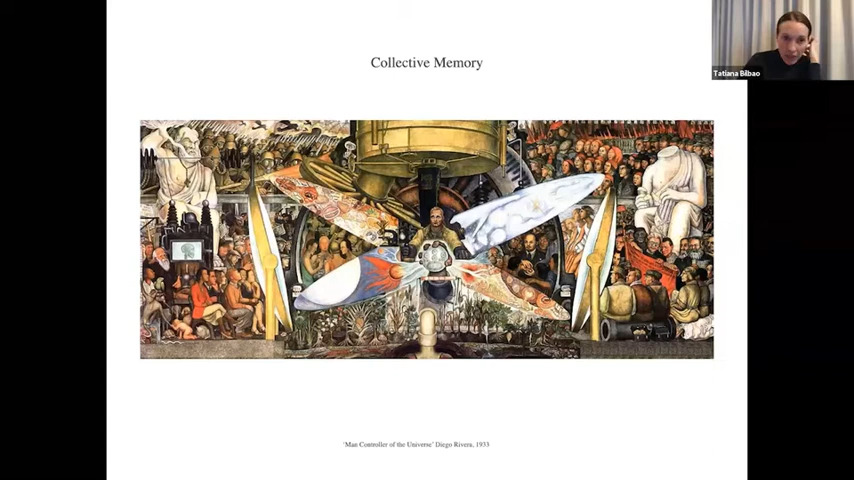 Collective Memory
Tatiana Bilbao
'Man Controller of the Universe' Diego Rivera, 1933